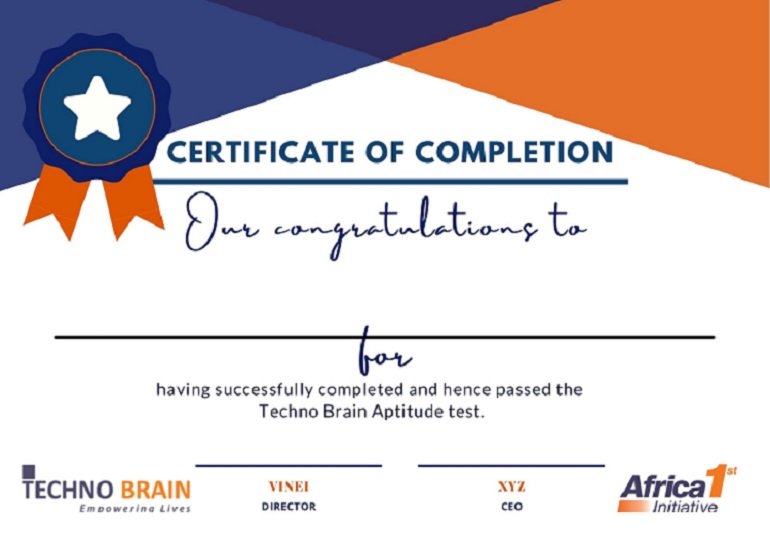 CERTIFICATE OF COMPLETION
Our congratulations to
for
having successfully completed and hence passed the
Techno Brain Aptitude test.
TECHNO BRAIN
Empowering Lives
VINEI
DIRECTOR
XYZ
CEO
Africa 1st
Initiative